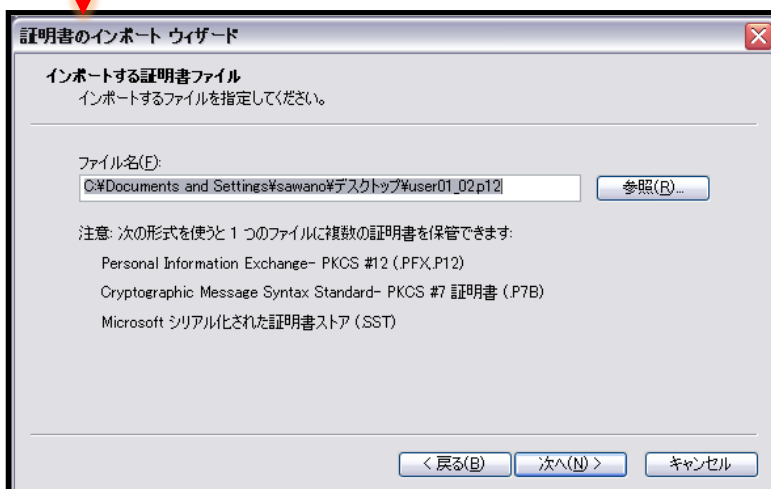 証明書のインポート ウィザード
インポートする証明書ファイル
インポートするファイルを指定してください。
ファイル名(F):
C:¥Documents and Settings¥sawano¥デスクトップ¥user01_02.p12
参照(R)...
注意: 次の形式を使うと 1 つのファイルに複数の証明書を保管できます:
Personal Information Exchange- PKCS #12 (.PFX,.P12)
Cryptographic Message Syntax Standard- PKCS #7 証明書 (.P7B)
Microsoft シリアル化された証明書ストア (.SST)
< 戻る(B) 次へ(N) > キャンセル